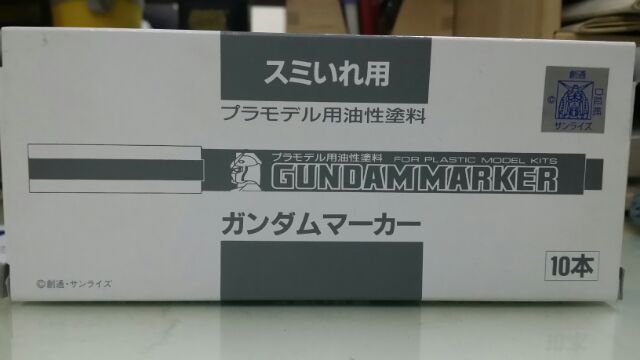 スミいれ用
プラモデル用油性塗料
創通
©
サンライズ
プラモデル用油性塗料 FOR PLASTIC MODEL KITS
GUNDAM MARKER
ガンダムマーカー
10本
©創通・サンライズ